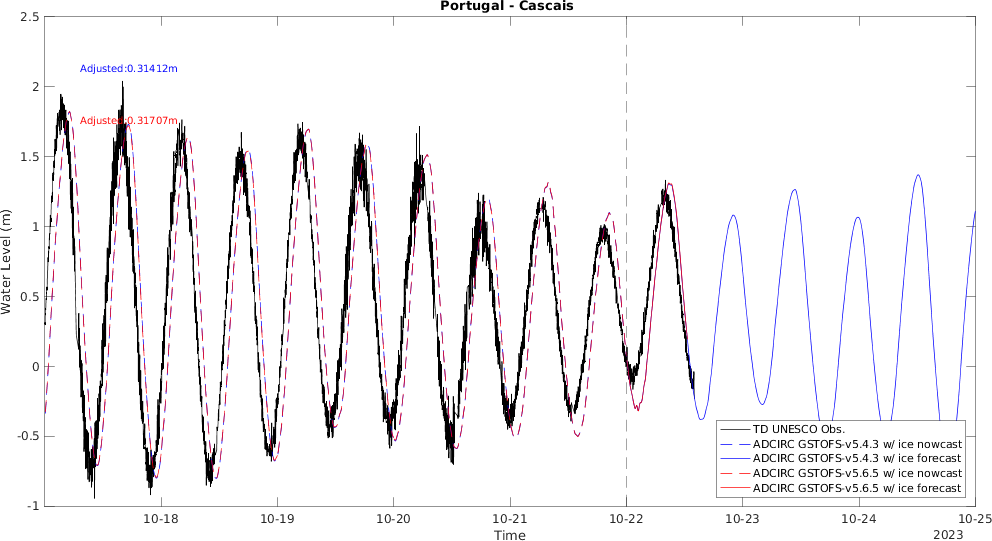 Portugal - Cascais
2.5
2
1.5
1
0.5
0
-0.5
-1
Water Level (m)
Adjusted:0.31412m
Adjusted:0.31707m
10-18
10-19
10-20
10-21
10-22
10-23
10-24
10-25
Time
2023
TD UNESCO Obs.
ADCIRC GSTOFS-v5.4.3 w/ ice nowcast
ADCIRC GSTOFS-v5.4.3 w/ ice forecast
ADCIRC GSTOFS-v5.6.5 w/ ice nowcast
ADCIRC GSTOFS-v5.6.5 w/ ice forecast